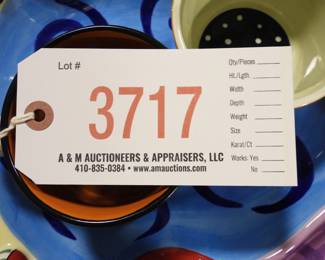 Lot #
3717
A & M AUCTIONEERS & APPRAISERS, LLC
410-835-0384 • www.amauctions.com
Qty/Pieces
Ht./Lgth.
Width
Depth
Weight
Size
Karat/Ct
Works: Yes
No